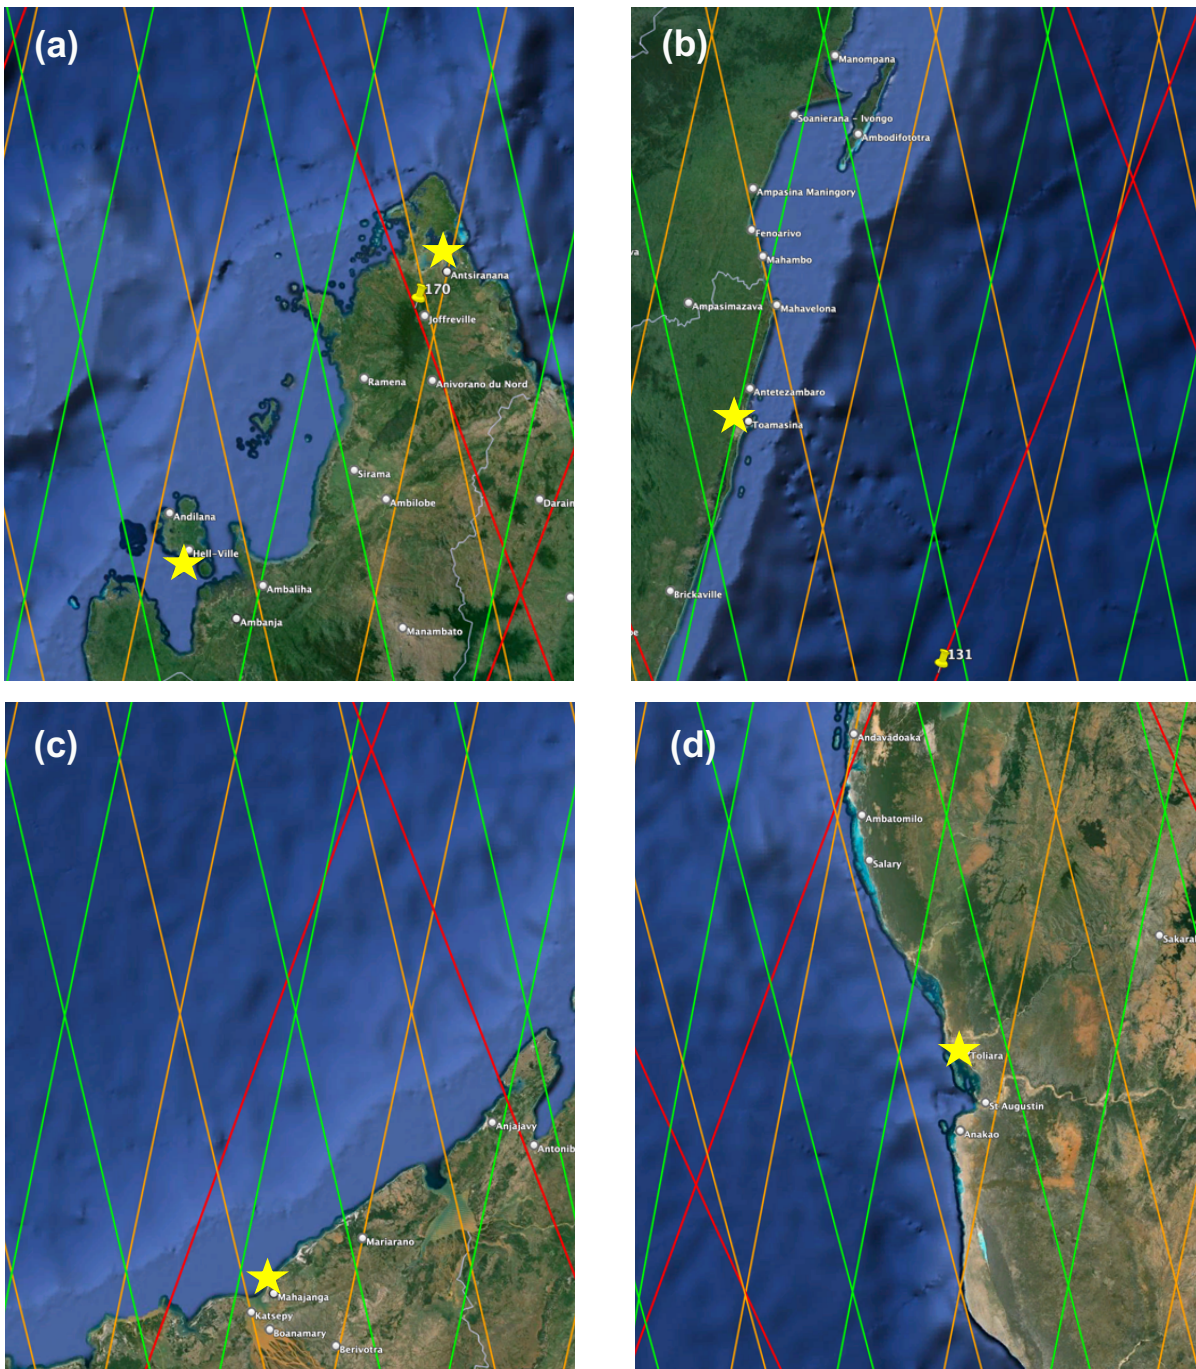 (a)
Antsiranana
170
Joffreville
Ramena
Anivorano du Nord
Sirama
Ambilobe
Darain
Andilana
Hell-Ville
Ambaliha
Ambanja
Manambato
(b)
Manompana
Soanierana - Ivongo
Ambodifototra
Ampasina Maningory
Fenoarivo
va
Mahambo
Ampasimazava
Mahavelona
Antetezambaro
Toamasina
Brickaville
be
131
(c)
Anjajavy
Antonib
Mariarano
Mahajanga
Katsepy
Boanamary
Berivotra
(d)
Andavadoaka
Ambatomilo
Salary
Sakaral
Toliara
St Augustin
Anakao